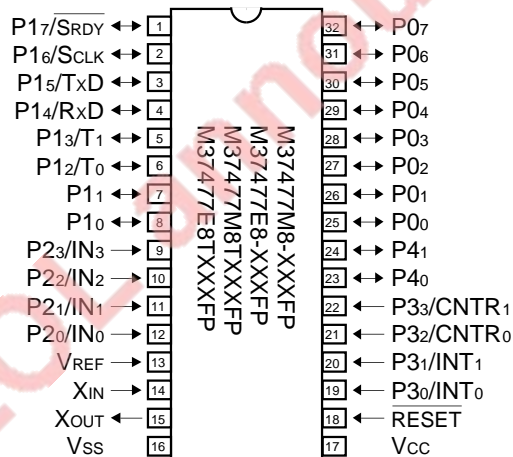 P17/SRDY 1 32 P07
P16/SCLK 2 31 P06
P15/TXD 3 30 P05
P14/RXD 4 29 P04
P13/T1 5 28 P03
P12/T0 6 27 P02
P11 7 26 P01
P10 8 25 P00
P23/IN3 9 24 P41
P22/IN2 10 23 P40
P21/IN1 11 22 P33/CNTR1
P20/IN0 12 21 P32/CNTR0
VREF 13 20 P31/INT1
XIN 14 19 P30/INT0
XOUT 15 18 RESET
VSS 16 17 VCC
M37477M8-XXXFP
M37477E8-XXXFP
M37477M8TXXXFP
M37477E8TXXXFP